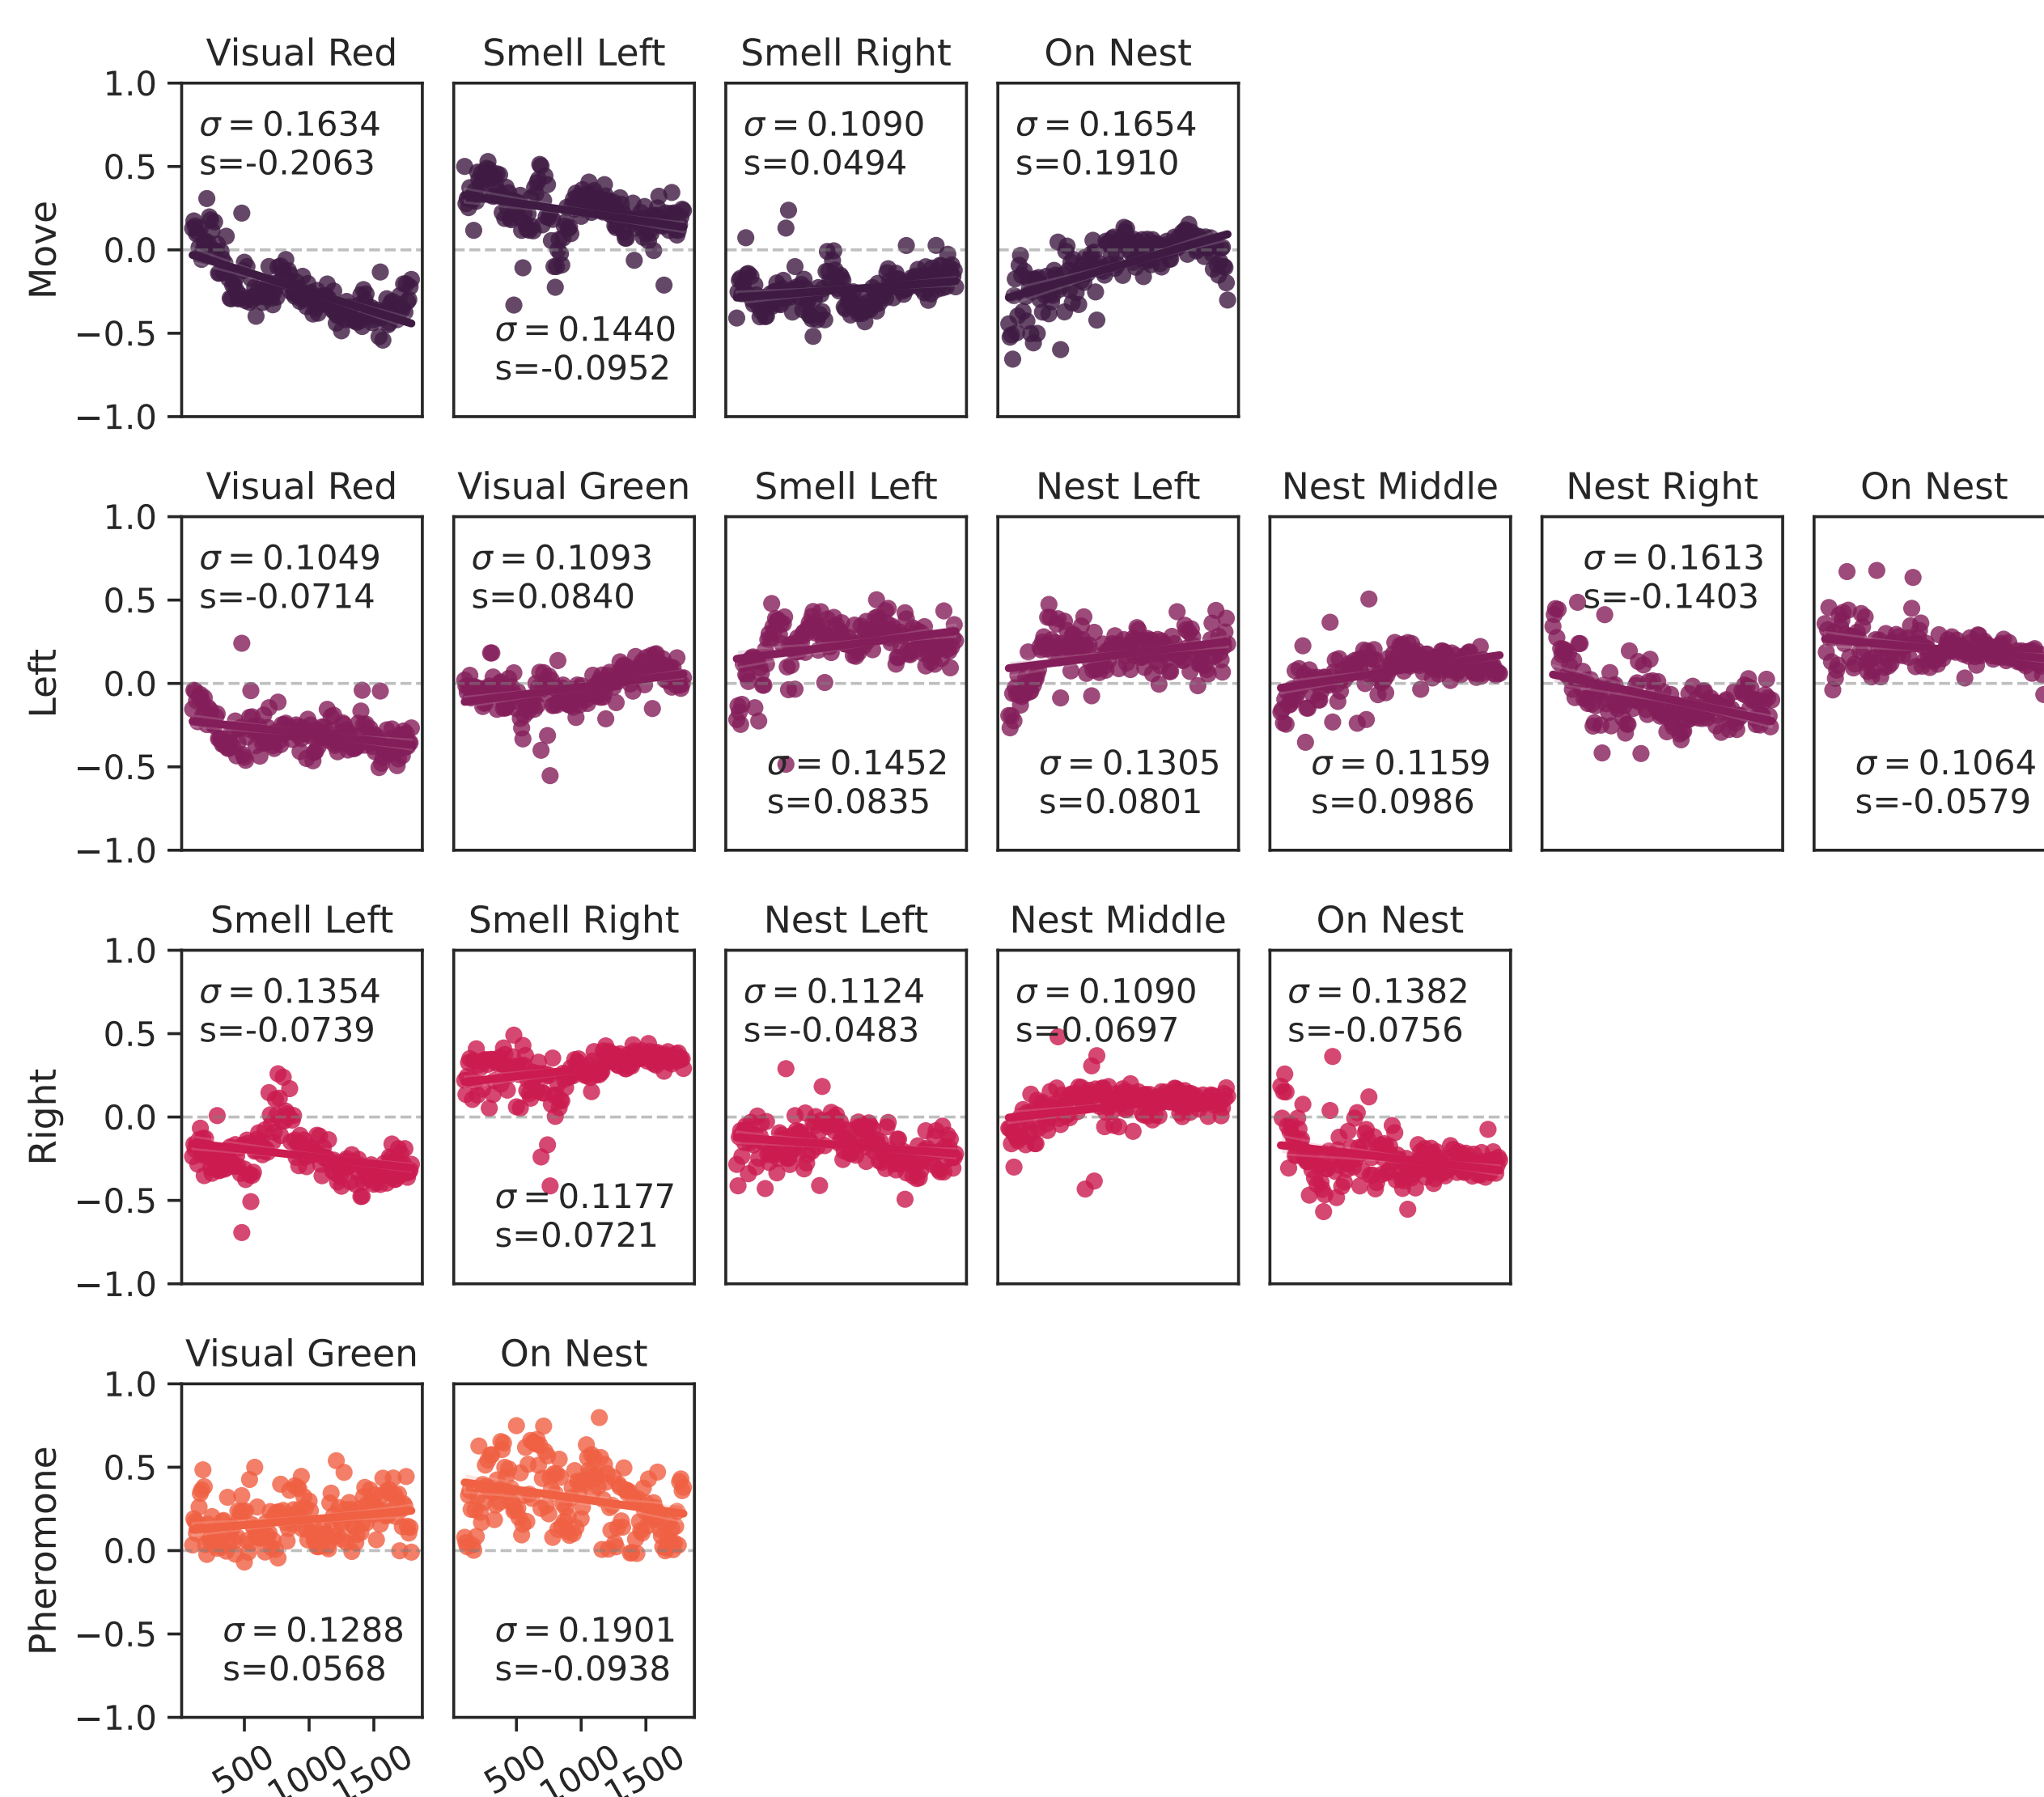 Visual Red Smell Left Smell Right On Nest
Move
1.0
0.5
0.0
−0.5
−1.0
σ = 0.1634
s=-0.2063
σ = 0.1440
s=-0.0952
σ = 0.1090
s=0.0494
σ = 0.1654
s=0.1910
Visual Red Visual Green Smell Left Nest Left Nest Middle Nest Right On Nest
Left
1.0
0.5
0.0
−0.5
−1.0
σ = 0.1049
s=-0.0714
σ = 0.1093
s=0.0840
σ = 0.1452
s=0.0835
σ = 0.1305
s=0.0801
σ = 0.1159
s=0.0986
σ = 0.1613
s=-0.1403
σ = 0.1064
s=-0.0579
Smell Left Smell Right Nest Left Nest Middle On Nest
Right
1.0
0.5
0.0
−0.5
−1.0
σ = 0.1354
s=-0.0739
σ = 0.1177
s=0.0721
σ = 0.1124
s=-0.0483
σ = 0.1090
s=0.0697
σ = 0.1382
s=-0.0756
Visual Green On Nest
Pheromone
1.0
0.5
0.0
−0.5
−1.0
σ = 0.1288
s=0.0568
σ = 0.1901
s=-0.0938
500 1000 1500 500 1000 1500